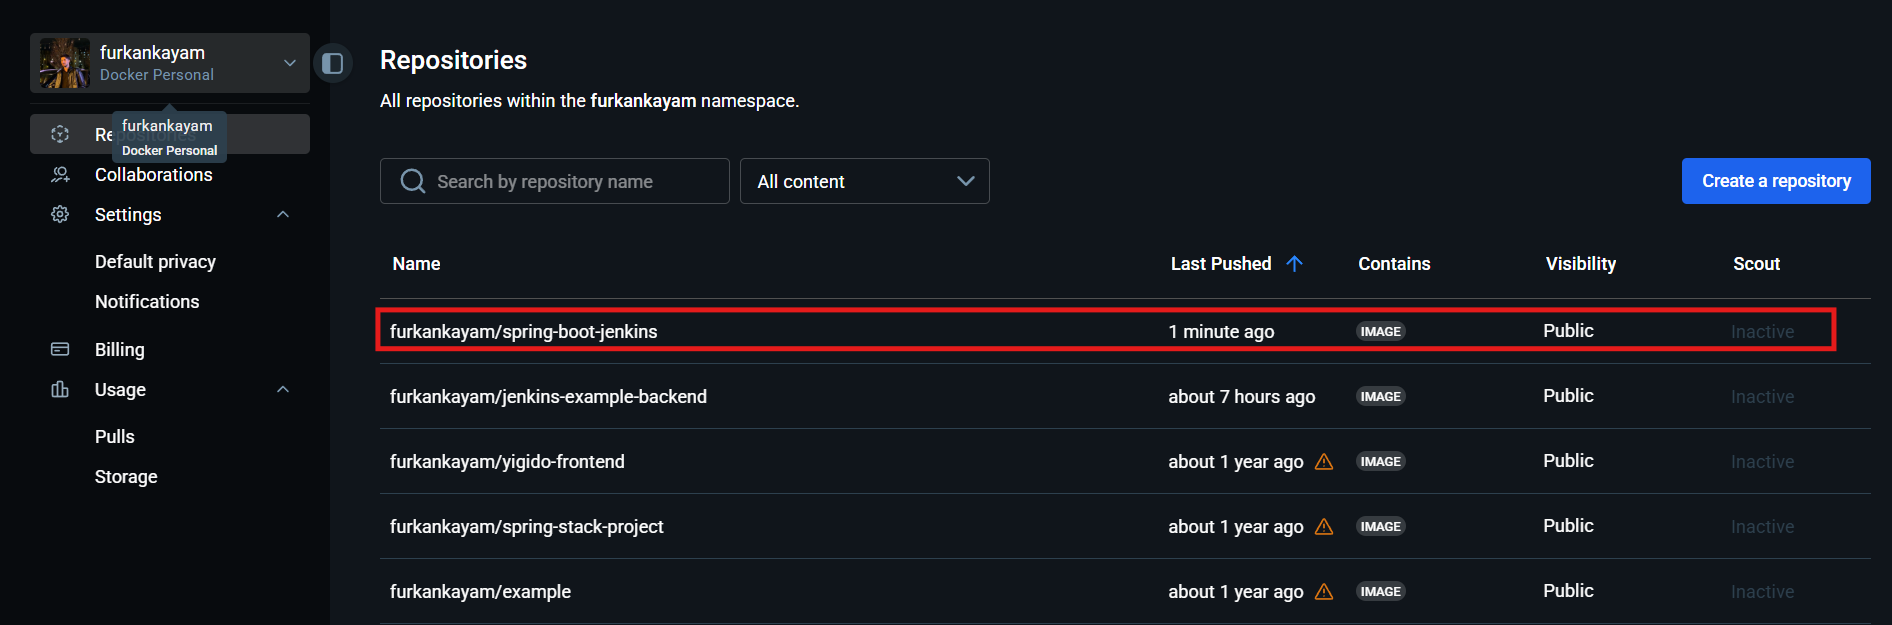 furkankayam
Docker Personal
furkankayam
Docker Personal
Repositories
Collaborations
Settings
Default privacy
Notifications
Billing
Usage
Pulls
Storage
Repositories
All repositories within the furkankayam namespace.
Search by repository name
All content
Create a repository
Name Last Pushed Contains Visibility Scout
furkankayam/spring-boot-jenkins 1 minute ago IMAGE Public Inactive
furkankayam/jenkins-example-backend about 7 hours ago IMAGE Public Inactive
furkankayam/yigido-frontend about 1 year ago IMAGE Public Inactive
furkankayam/spring-stack-project about 1 year ago IMAGE Public Inactive
furkankayam/example about 1 year ago IMAGE Public Inactive